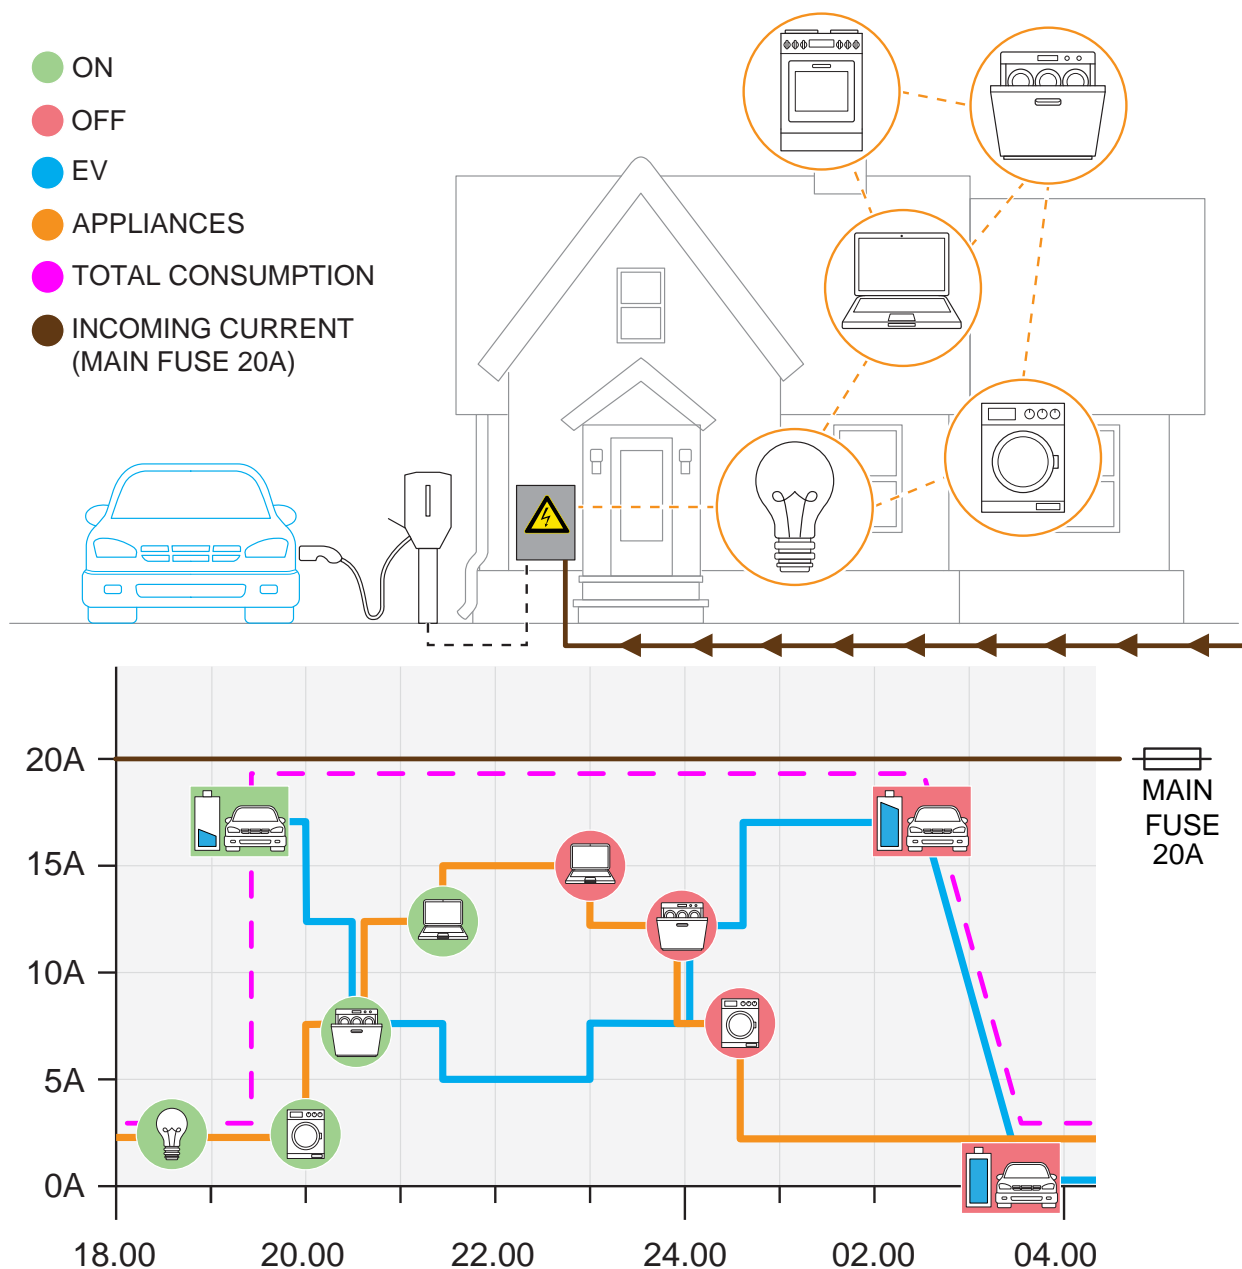 ON
OFF
EV
APPLIANCES
TOTAL CONSUMPTION
INCOMING CURRENT
(MAIN FUSE 20A)
20A
15A
10A
5A
0A
18.00
20.00
22.00
24.00
02.00
04.00
MAIN
FUSE
20A